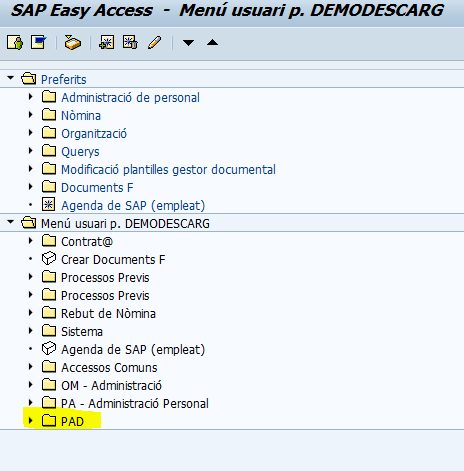 SAP Easy Access - Menú usuari p. DEMODESCARG
Preferits
Administració de personal
Nòmina
Organització
Querys
Modificació plantilles gestor documental
Documents F
Agenda de SAP (empleat)
Menú usuari p. DEMODESCARG
Contrat@
Crear Documents F
Processos Previs
Processos Previs
Rebut de Nòmina
Sistema
Agenda de SAP (empleat)
Accessos Comuns
OM - Administració
PA - Administració Personal
PAD